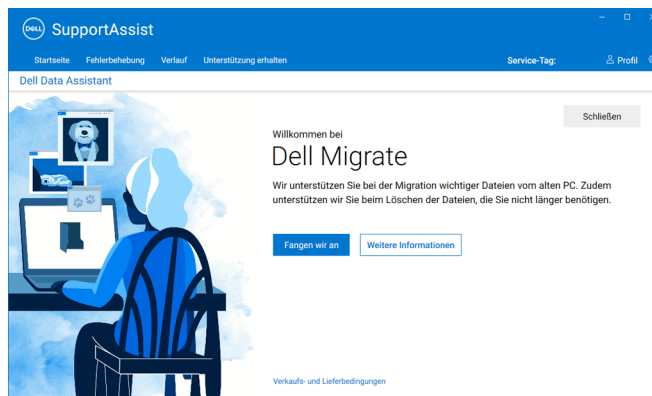 DELL SupportAssist
Startseite Fehlerbehebung Verlauf Unterstützung erhalten Service-Tag: Profil
Dell Data Assistant
Schließen
Willkommen bei
Dell Migrate
Wir unterstützen Sie bei der Migration wichtiger Dateien vom alten PC. Zudem
unterstützen wir Sie beim Löschen der Dateien, die Sie nicht länger benötigen.
Fangen wir an Weitere Informationen
Verkaufs- und Lieferbedingungen